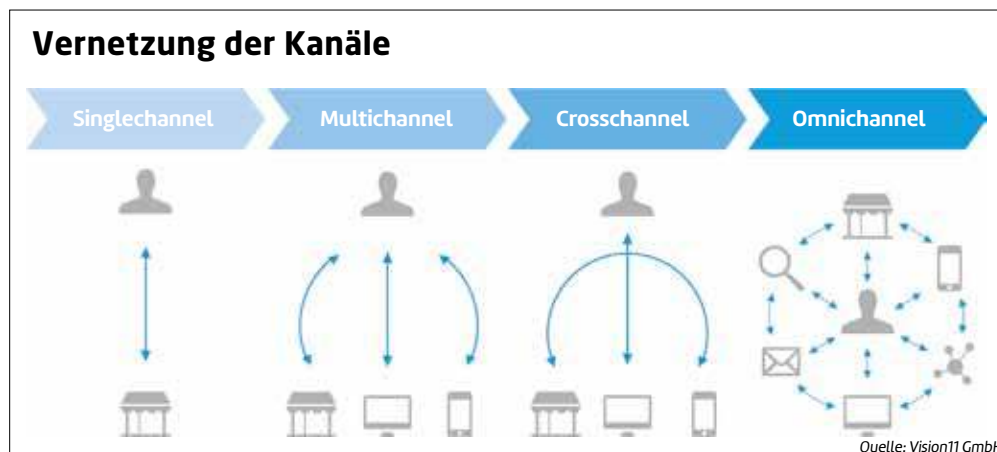 Vernetzung der Kanäle
Singlechannel
Multichannel
Crosschannel
Omnichannel
Quelle: Vision11 GmbH